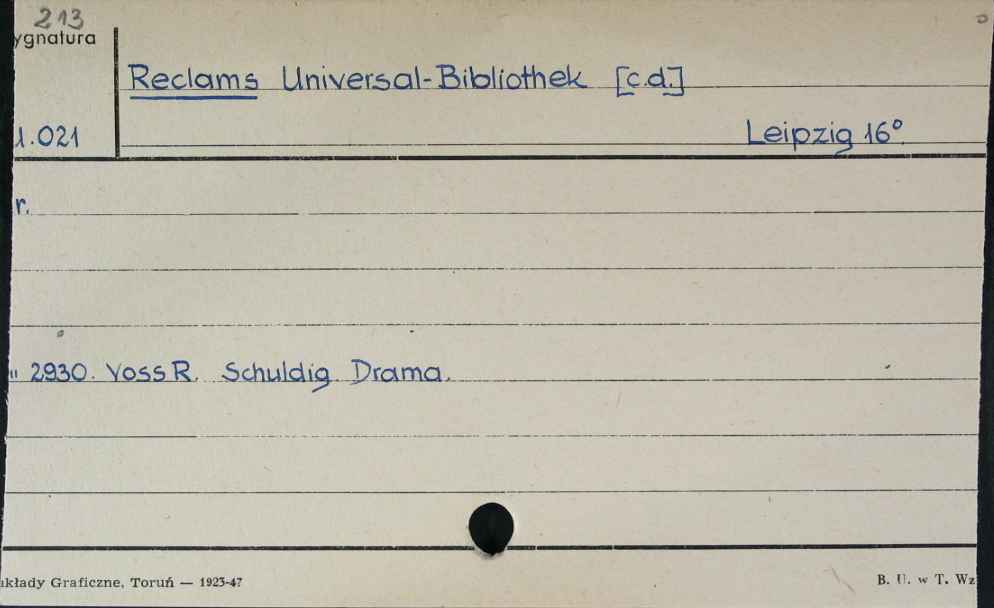 213
ygnatura
Reclams Universal-Bibliothek [c.d.]
1.021
Leipzig 16°
r.
" 2930. Voss R. Schuldig Drama.
kłady Graficzne, Toruń — 1923-47
B. U. w T. Wz